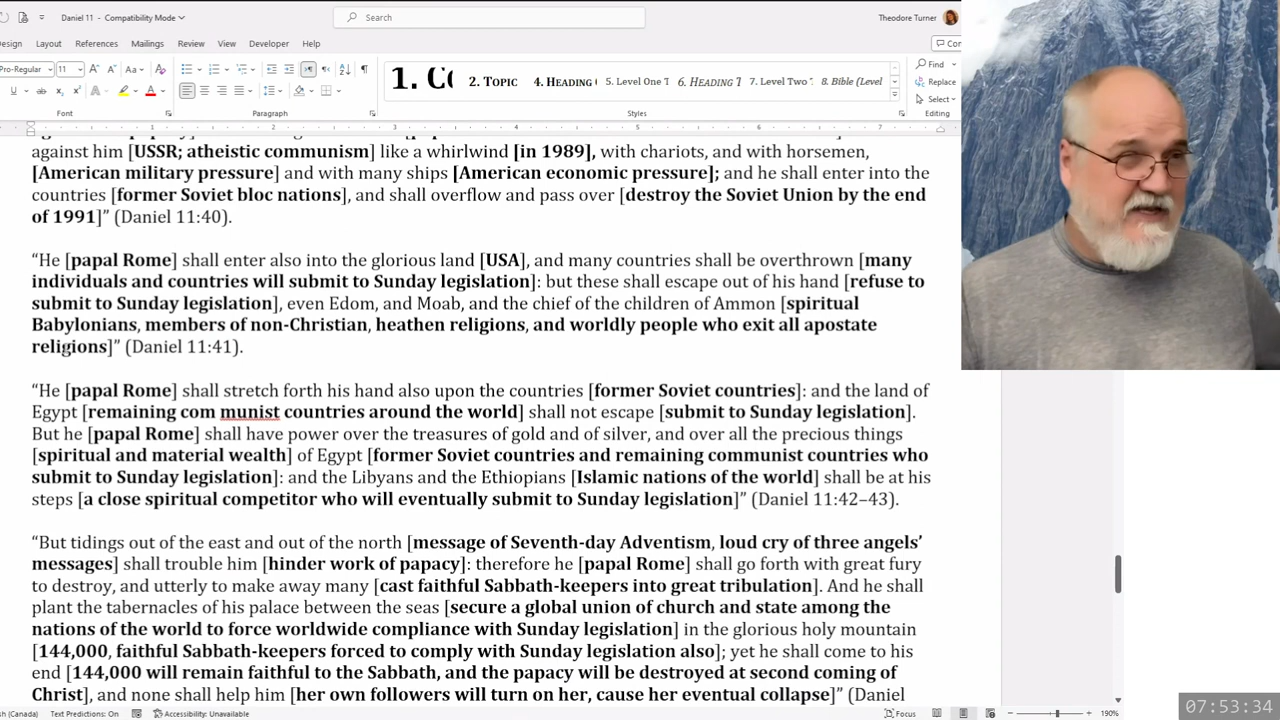 Daniel 11 - Compatibility Mode
Search
Theodore Turner
Design Layout References Mailings Review View Developer Help
Pro-Regular 11
1. 2. Topic 4. Heading 5. Level One 6. Heading 7. Level Two 8. Bible (Level
Find
Replace
Select
Font Paragraph Styles Editing
1 2 3 4 5 6 7
against him [USSR; atheistic communism] like a whirlwind [in 1989], with chariots, and with horsemen,
[American military pressure] and with many ships [American economic pressure]; and he shall enter into the
countries [former Soviet bloc nations], and shall overflow and pass over [destroy the Soviet Union by the end
of 1991]” (Daniel 11:40).
“He [papal Rome] shall enter also into the glorious land [USA], and many countries shall be overthrown [many
individuals and countries will submit to Sunday legislation]: but these shall escape out of his hand [refuse to
submit to Sunday legislation], even Edom, and Moab, and the chief of the children of Ammon [spiritual
Babylonians, members of non-Christian, heathen religions, and worldly people who exit all apostate
religions]” (Daniel 11:41).
“He [papal Rome] shall stretch forth his hand also upon the countries [former Soviet countries]: and the land of
Egypt [remaining com munist countries around the world] shall not escape [submit to Sunday legislation].
But he [papal Rome] shall have power over the treasures of gold and of silver, and over all the precious things
[spiritual and material wealth] of Egypt [former Soviet countries and remaining communist countries who
submit to Sunday legislation]: and the Libyans and the Ethiopians [Islamic nations of the world] shall be at his
steps [a close spiritual competitor who will eventually submit to Sunday legislation]” (Daniel 11:42–43).
“But tidings out of the east and out of the north [message of Seventh-day Adventism, loud cry of three angels’
messages] shall trouble him [hinder work of papacy]: therefore he [papal Rome] shall go forth with great fury
to destroy, and utterly to make away many [cast faithful Sabbath-keepers into great tribulation]. And he shall
plant the tabernacles of his palace between the seas [secure a global union of church and state among the
nations of the world to force worldwide compliance with Sunday legislation] in the glorious holy mountain
[144,000, faithful Sabbath-keepers forced to comply with Sunday legislation also]; yet he shall come to his
end [144,000 will remain faithful to the Sabbath, and the papacy will be destroyed at second coming of
Christ], and none shall help him [her own followers will turn on her, cause her eventual collapse]” (Daniel
sh (Canada) Text Predictions: On Accessibility: Unavailable Focus 190%
07:53:34